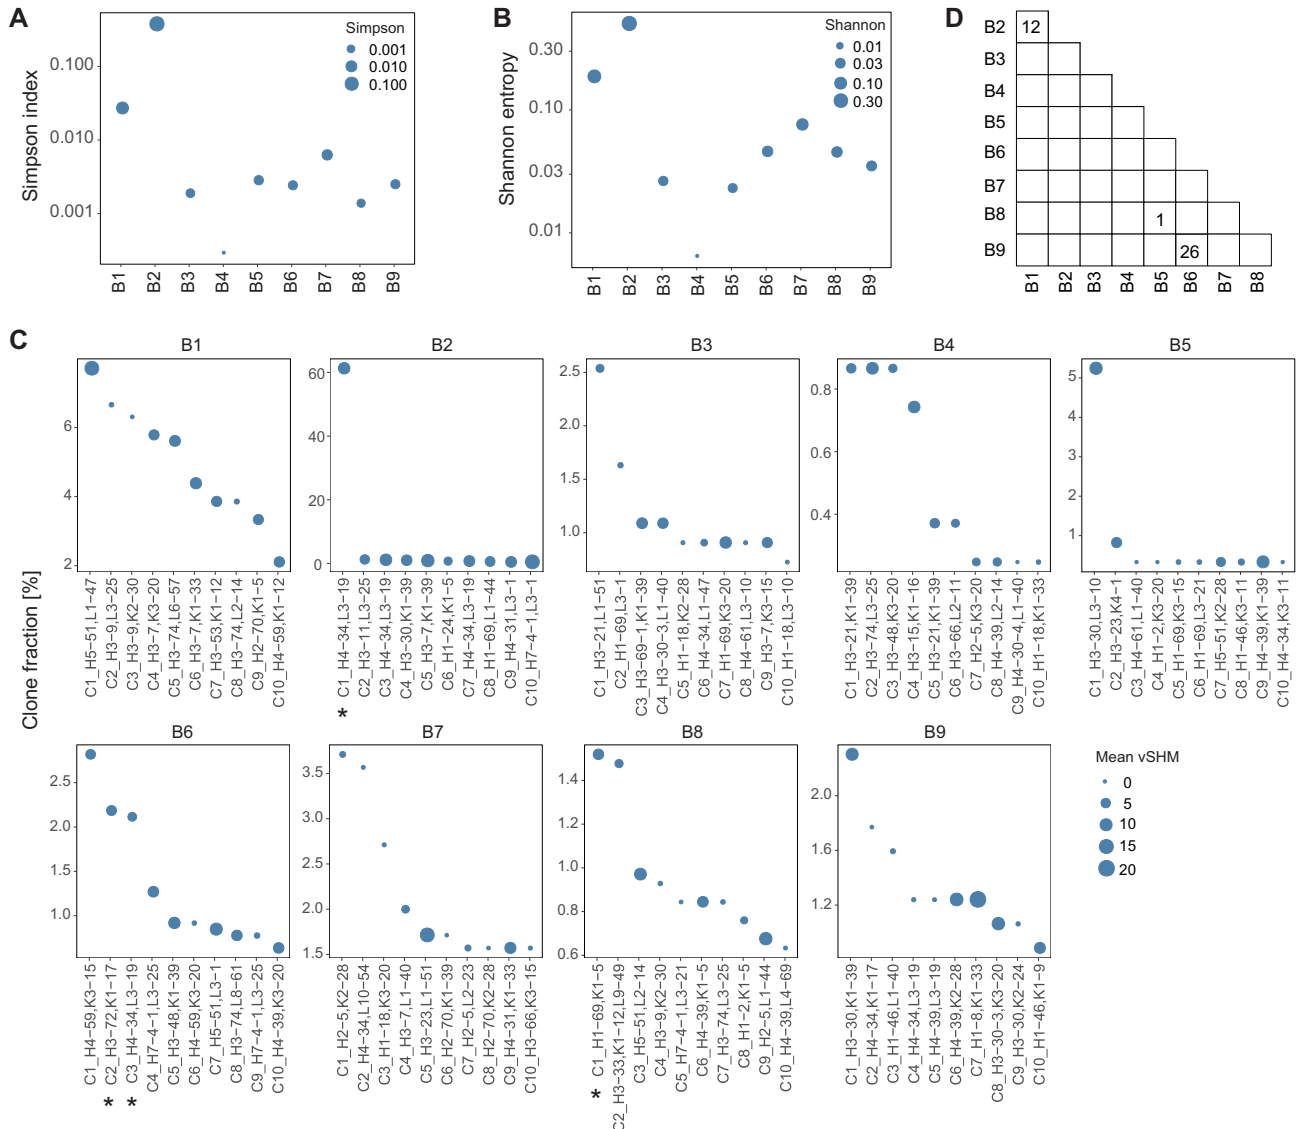 A
Simpson index
0.100
0.010
0.001
Simpson
0.001
0.010
0.100
B1 B2 B3 B4 B5 B6 B7 B8 B9
B
Shannon entropy
0.30
0.10
0.03
0.01
Shannon
0.01
0.03
0.10
0.30
B1 B2 B3 B4 B5 B6 B7 B8 B9
D
B2 12
B3
B4
B5
B6
B7
B8 1
B9 26
B1 B2 B3 B4 B5 B6 B7 B8
C
Clone fraction [%]
B1
6
4
2
C1_H5−51,L1−47
C2_H3−9,L3−25
C3_H3−9,K2−30
C4_H3−7,K3−20
C5_H3−74,L6−57
C6_H3−7,K1−33
C7_H3−53,K1−12
C8_H3−74,L2−14
C9_H2−70,K1−5
C10_H4−59,K1−12
B2
60
40
20
0
C1_H4−34,L3−19
C2_H3−11,L3−25
C3_H4−34,L3−19
C4_H3−30,K1−39
C5_H3−7,K1−39
C6_H1−24,K1−5
C7_H4−34,L3−19
C8_H1−69,L1−44
C9_H4−31,L3−1
C10_H7−4−1,L3−1
*
B3
2.5
2.0
1.5
1.0
C1_H3−21,L1−51
C2_H1−69,L3−1
C3_H3−69−1,K1−39
C4_H3−30−3,L1−40
C5_H1−18,K2−28
C6_H4−34,L1−47
C7_H1−69,K3−20
C8_H4−61,L3−10
C9_H3−7,K3−15
C10_H1−18,L3−10
B4
0.8
0.6
0.4
C1_H3−21,K1−39
C2_H3−74,L3−25
C3_H3−48,K3−20
C4_H3−15,K1−16
C5_H3−21,K1−39
C6_H3−66,L2−11
C7_H2−5,K3−20
C8_H4−39,L2−14
C9_H4−30−4,L1−40
C10_H1−18,K1−33
B5
5
4
3
2
1
C1_H3−30,L3−10
C2_H3−23,K4−1
C3_H4−61,L1−40
C4_H1−2,K3−20
C5_H1−69,K3−15
C6_H1−69,L3−21
C7_H5−51,K2−28
C8_H1−46,K3−11
C9_H4−39,K1−39
C10_H4−34,K3−11
B6
2.5
2.0
1.5
1.0
C1_H4−59,K3−15
C2_H3−72,K1−17
C3_H4−34,L3−19
C4_H7−4−1,L3−25
C5_H3−48,K1−39
C6_H4−59,K3−20
C7_H5−51,L3−1
C8_H3−74,L8−61
C9_H7−4−1,L3−25
C10_H4−39,K3−20
* *
B7
3.5
3.0
2.5
2.0
1.5
C1_H2−5,K2−28
C2_H4−34,L10−54
C3_H1−18,K3−20
C4_H3−7,L1−40
C5_H3−23,L1−51
C6_H2−70,K1−39
C7_H2−5,L2−23
C8_H2−70,K2−28
C9_H4−31,K1−33
C10_H3−66,K3−15
B8
1.4
1.2
1.0
0.8
0.6
C1_H1−69,K1−5
C2_H3−33,K1−12,L9−49
C3_H5−51,L2−14
C4_H3−9,K2−30
C5_H7−4−1,L3−21
C6_H4−39,K1−5
C7_H3−74,K3−15
C8_H1−2,K1−5
C9_H2−5,L1−44
C10_H4−39,L4−69
*
B9
2.0
1.6
1.2
C1_H3−30,K1−39
C2_H4−34,K1−17
C3_H1−46,L1−40
C4_H4−34,L3−19
C5_H4−39,L3−19
C6_H4−39,K2−28
C7_H1−8,K1−33
C8_H3−30−3,K3−20
C9_H3−30,K2−24
C10_H1−46,K1−9
Mean vSHM
0
5
10
15
20